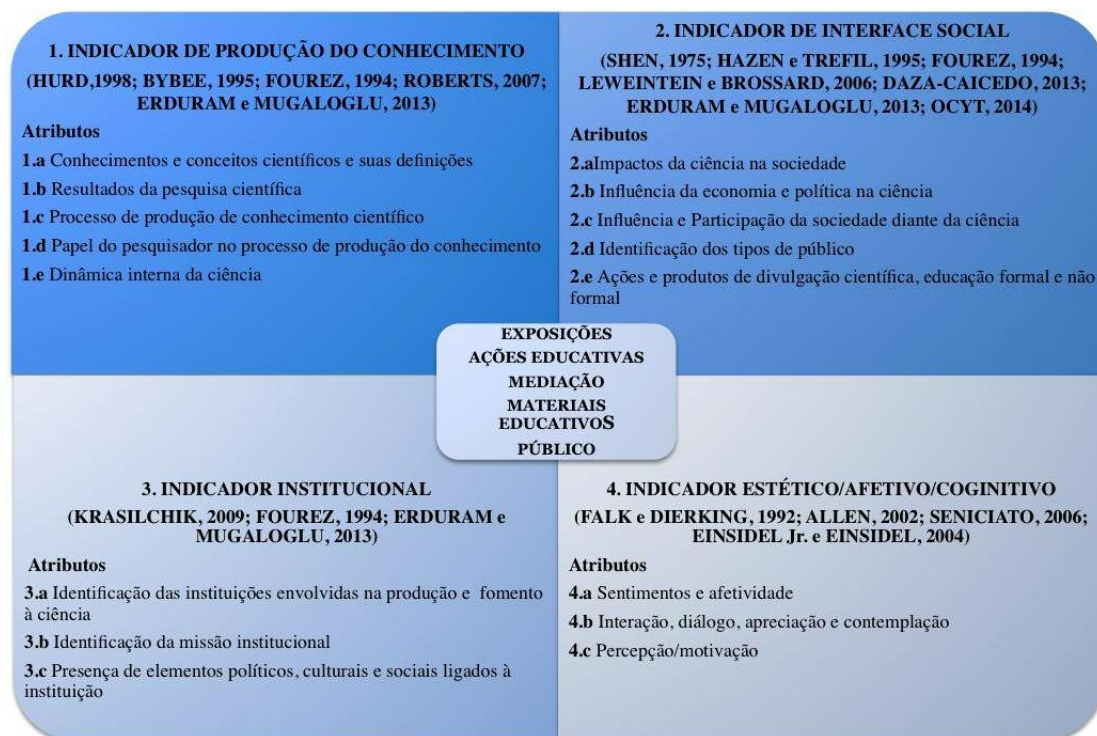 1. INDICADOR DE PRODUÇÃO DO CONHECIMENTO
(HURD,1998; BYBEE, 1995; FOUREZ, 1994; ROBERTS, 2007;
ERDURAM e MUGALOGLU, 2013)
Atributos
1.a Conhecimentos e conceitos científicos e suas definições
1.b Resultados da pesquisa científica
1.c Processo de produção de conhecimento científico
1.d Papel do pesquisador no processo de produção do conhecimento
1.e Dinâmica interna da ciência
2. INDICADOR DE INTERFACE SOCIAL
(SHEN, 1975; HAZEN e TREFIL, 1995; FOUREZ, 1994;
LEWEINTEIN e BROSSARD, 2006; DAZA-CAICEDO, 2013;
ERDURAM e MUGALOGLU, 2013; OCYT, 2014)
Atributos
2.aImpactos da ciência na sociedade
2.b Influência da economia e política na ciência
2.c Influência e Participação da sociedade diante da ciência
2.d Identificação dos tipos de público
2.e Ações e produtos de divulgação científica, educação formal e não
formal
EXPOSIÇÕES
AÇÕES EDUCATIVAS
MEDIAÇÃO
MATERIAIS
EDUCATIVOS
PÚBLICO
3. INDICADOR INSTITUCIONAL
(KRASILCHIK, 2009; FOUREZ, 1994; ERDURAM e
MUGALOGLU, 2013)
Atributos
3.a Identificação das instituições envolvidas na produção e fomento
à ciência
3.b Identificação da missão institucional
3.c Presença de elementos políticos, culturais e sociais ligados à
instituição
4. INDICADOR ESTÉTICO/AFETIVO/COGINITIVO
(FALK e DIERKING, 1992; ALLEN, 2002; SENICIATO, 2006;
EINSIDEL Jr. e EINSIDEL, 2004)
Atributos
4.a Sentimentos e afetividade
4.b Interação, diálogo, apreciação e contemplação
4.c Percepção/motivação